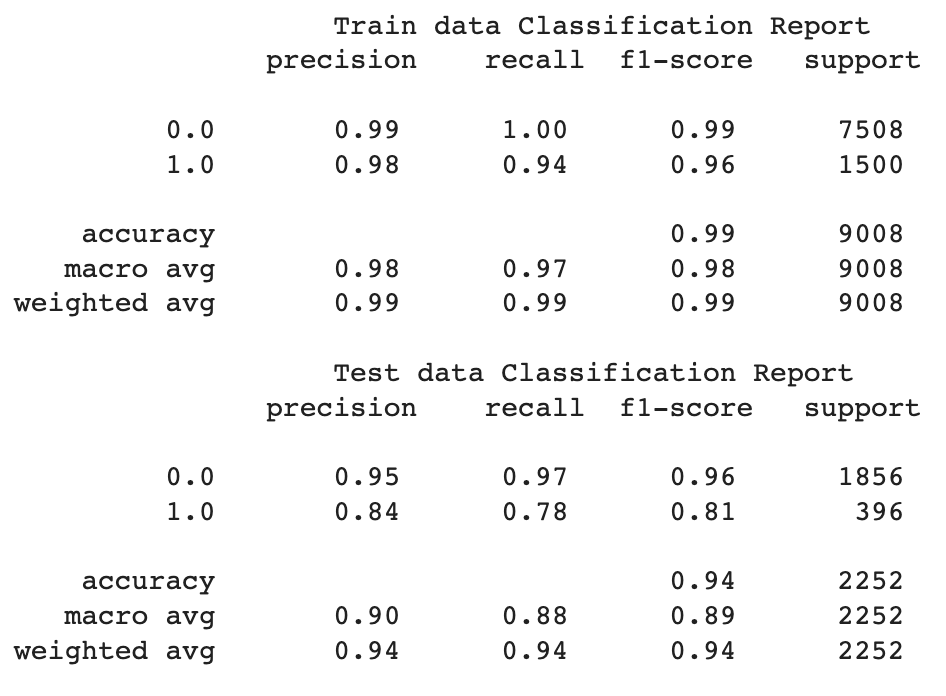 Train data Classification Report
precision recall f1-score support
0.0 0.99 1.00 0.99 7508
1.0 0.98 0.94 0.96 1500
accuracy 0.99 9008
macro avg 0.98 0.97 0.98 9008
weighted avg 0.99 0.99 0.99 9008
Test data Classification Report
precision recall f1-score support
0.0 0.95 0.97 0.96 1856
1.0 0.84 0.78 0.81 396
accuracy 0.94 2252
macro avg 0.90 0.88 0.89 2252
weighted avg 0.94 0.94 0.94 2252